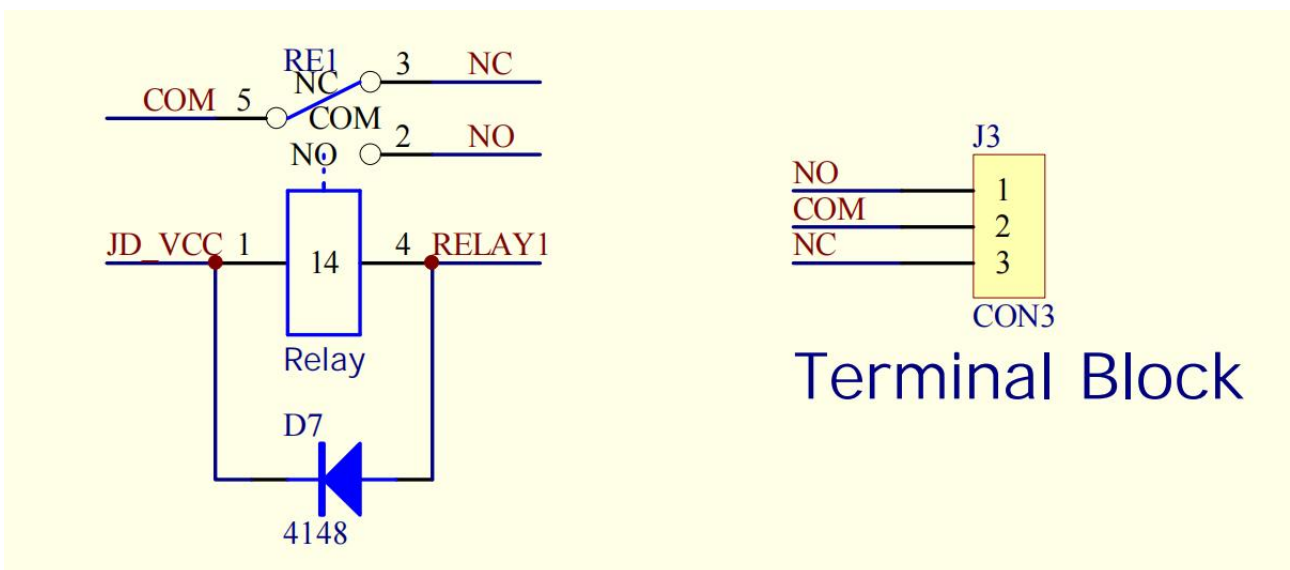 RE1
3 NC
NC
COM 5
COM
2 NO
NO
JD_VCC 1
14
4 RELAY1
Relay
D7
4148
J3
NO 1
COM 2
NC 3
CON3
Terminal Block